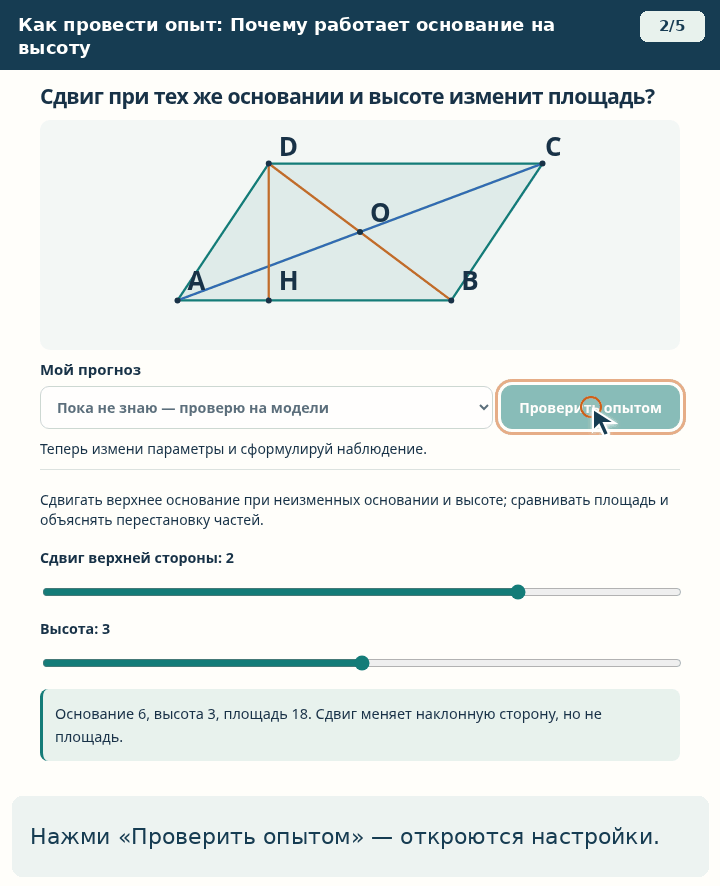 Как провести опыт: Почему работает основание на
высоту
2/5
Сдвиг при тех же основании и высоте изменит площадь?
D
C
O
A
H
B
Мой прогноз
Пока не знаю — проверю на модели
Проверить опытом
Теперь измени параметры и сформулируй наблюдение.
Сдвигать верхнее основание при неизменных основании и высоте; сравнивать площадь и
объяснять перестановку частей.
Сдвиг верхней стороны: 2
Высота: 3
Основание 6, высота 3, площадь 18. Сдвиг меняет наклонную сторону, но не
площадь.
Нажми «Проверить опытом» — откроются настройки.